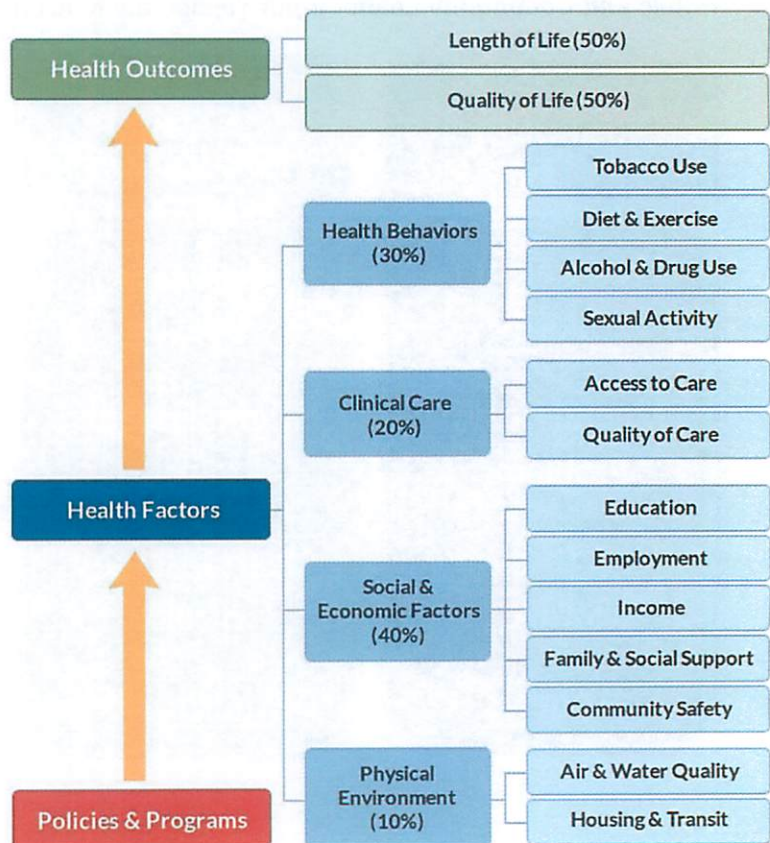 Health Outcomes
Length of Life (50%)
Quality of Life (50%)
Health Behaviors
(30%)
Tobacco Use
Diet & Exercise
Alcohol & Drug Use
Sexual Activity
Clinical Care
(20%)
Access to Care
Quality of Care
Health Factors
Social &
Economic Factors
(40%)
Education
Employment
Income
Family & Social Support
Community Safety
Policies & Programs
Physical
Environment
(10%)
Air & Water Quality
Housing & Transit